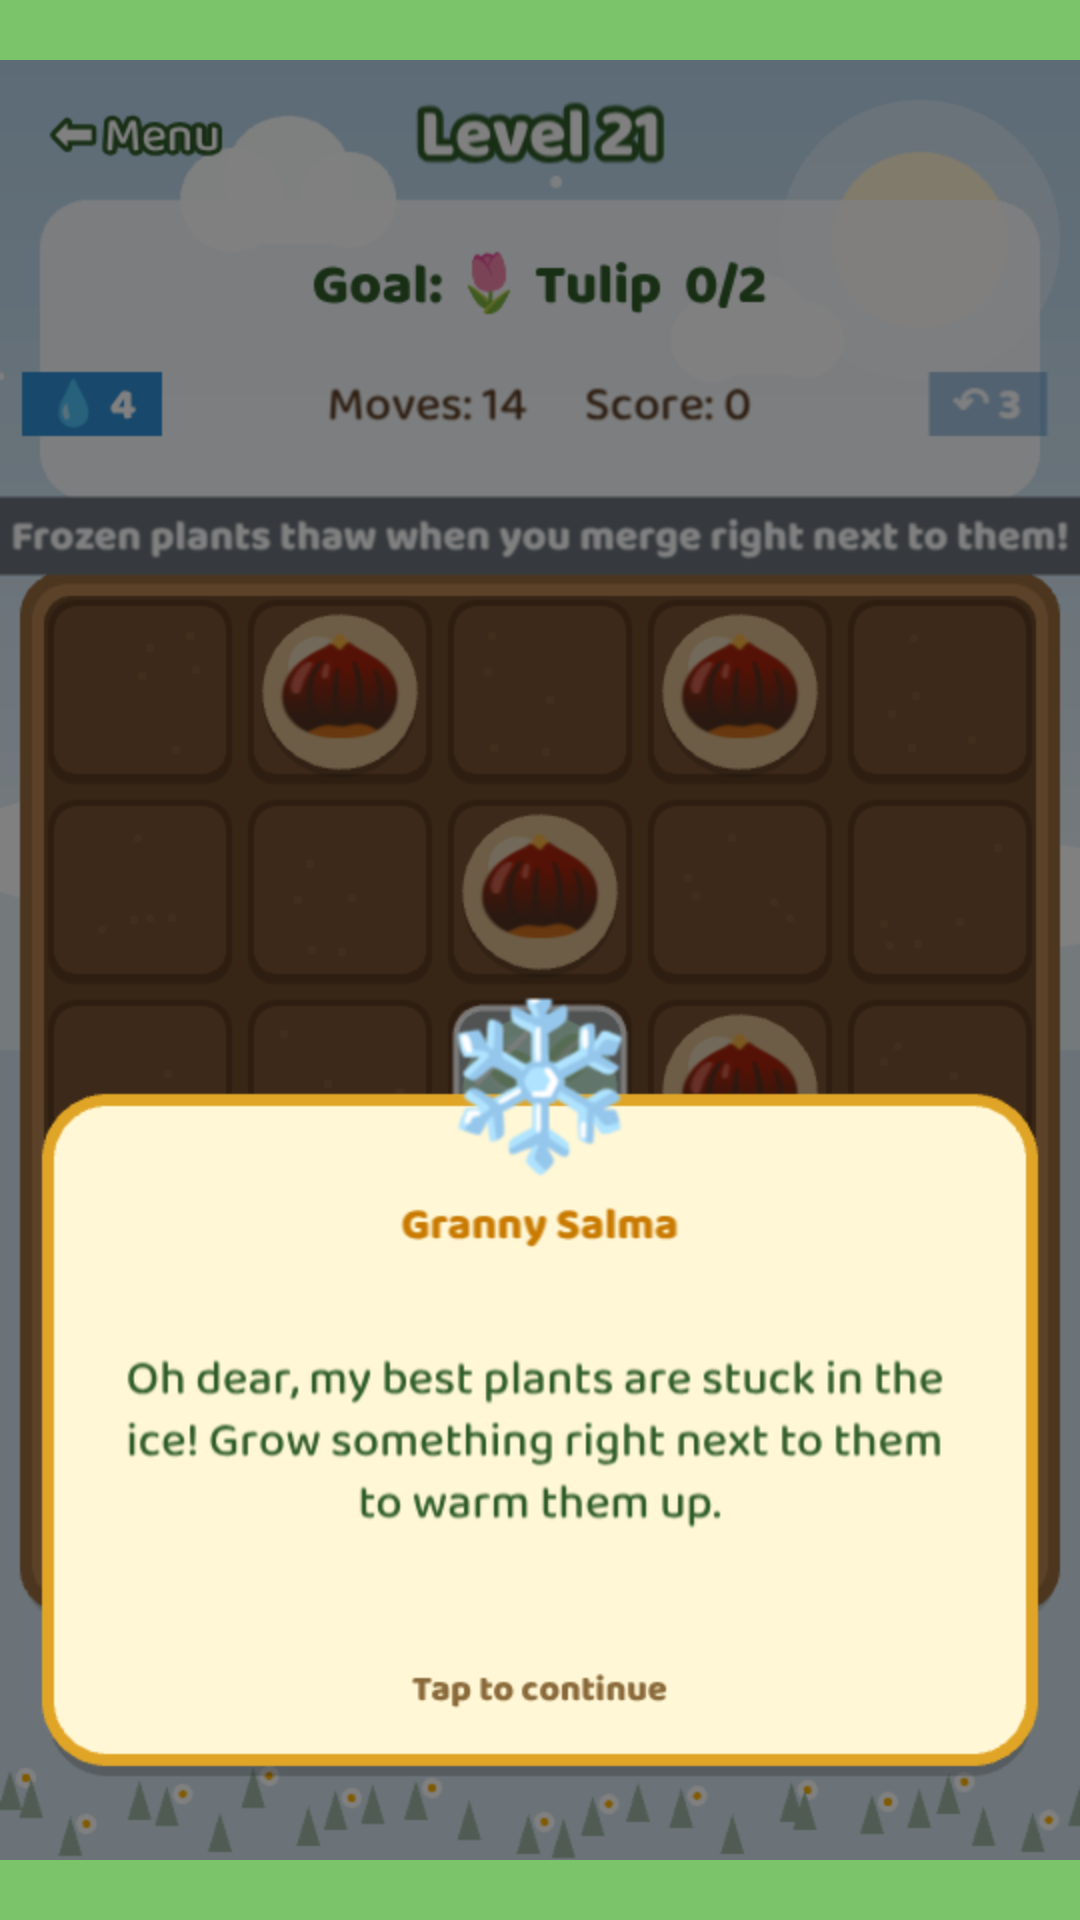 Menu
Level 21
Goal: 🌷 Tulip 0/2
💧 4
Moves: 14 Score: 0
↶ 3
Frozen plants thaw when you merge right next to them!
Granny Salma
Oh dear, my best plants are stuck in the
ice! Grow something right next to them
to warm them up.
Tap to continue